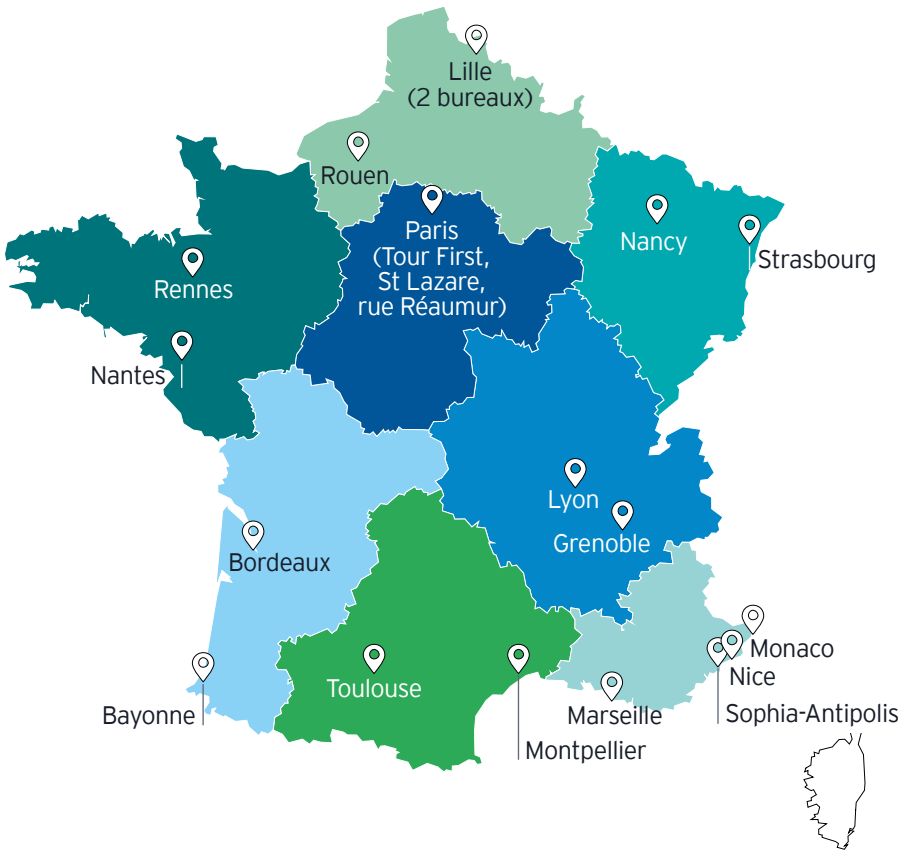 Lille
(2 bureaux)
Rouen
Paris
(Tour First,
St Lazare,
rue Réaumur)
Nancy
Strasbourg
Rennes
Nantes
Lyon
Grenoble
Bordeaux
Monaco
Nice
Toulouse
Bayonne
Marseille
Sophia-Antipolis
Montpellier